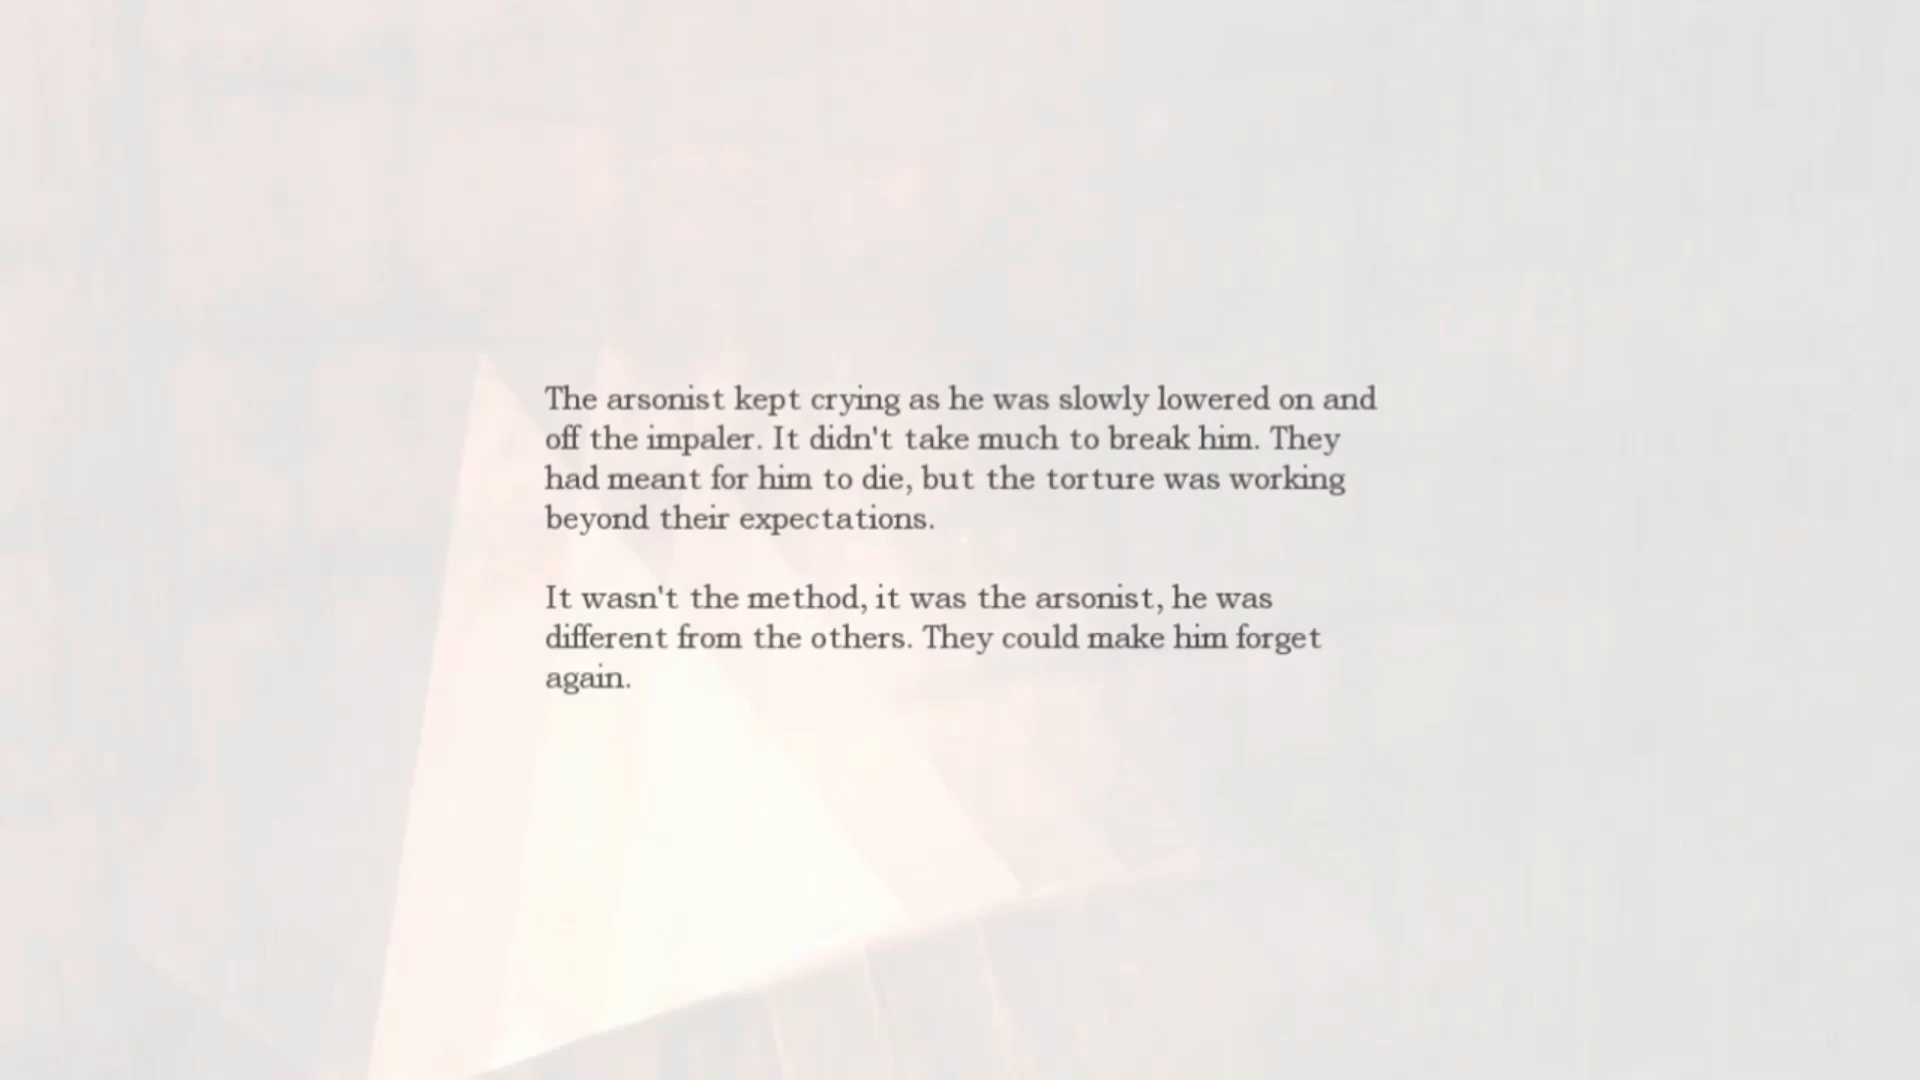 The arsonist kept crying as he was slowly lowered on and
off the impaler. It didn't take much to break him. They
had meant for him to die, but the torture was working
beyond their expectations.
It wasn't the method, it was the arsonist, he was
different from the others. They could make him forget
again.